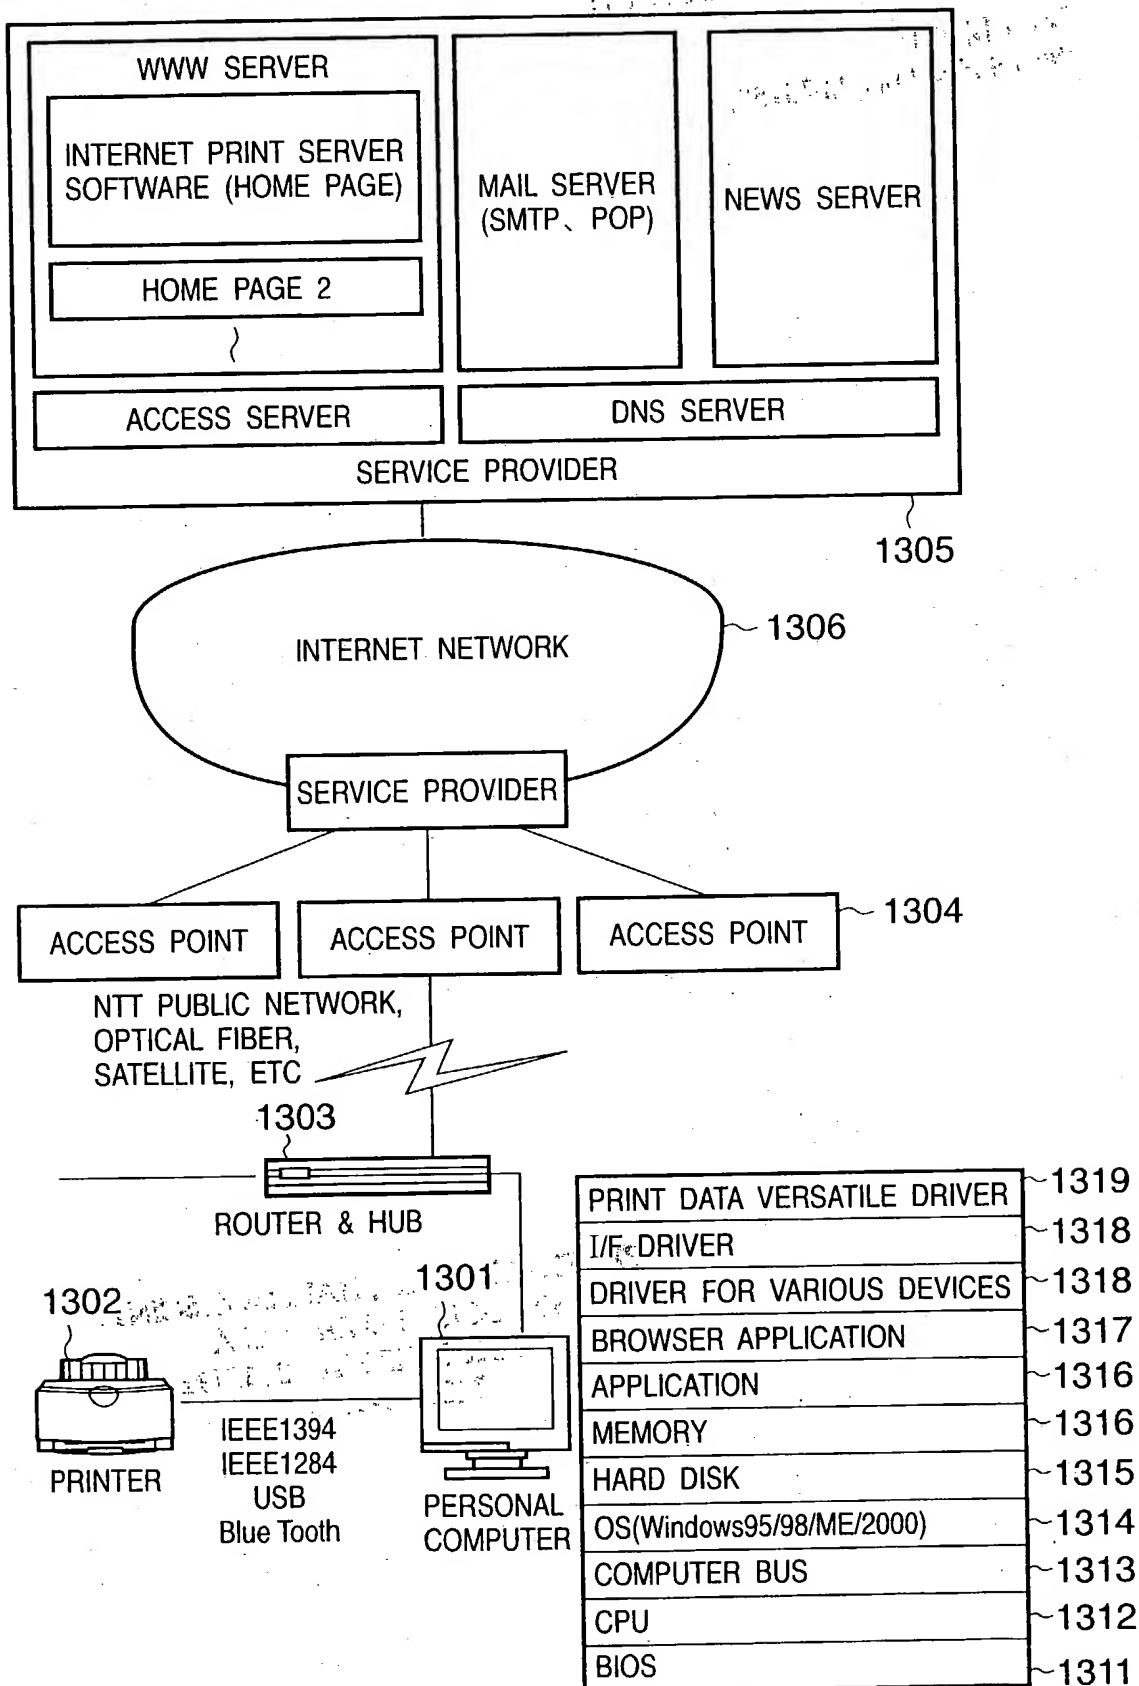 WWW SERVER
INTERNET PRINT SERVER
SOFTWARE (HOME PAGE)
HOME PAGE 2
MAIL SERVER
(SMTP、POP)
NEWS SERVER
ACCESS SERVER
DNS SERVER
SERVICE PROVIDER
1305
INTERNET NETWORK
1306
SERVICE PROVIDER
ACCESS POINT
ACCESS POINT
ACCESS POINT
1304
NTT PUBLIC NETWORK,
OPTICAL FIBER,
SATELLITE, ETC
1303
ROUTER & HUB
1302
PRINTER
IEEE1394
IEEE1284
USB
Blue Tooth
1301
PERSONAL
COMPUTER
PRINT DATA VERSATILE DRIVER 1319
I/F DRIVER 1318
DRIVER FOR VARIOUS DEVICES 1318
BROWSER APPLICATION 1317
APPLICATION 1316
MEMORY 1316
HARD DISK 1315
OS(Windows95/98/ME/2000) 1314
COMPUTER BUS 1313
CPU 1312
BIOS 1311